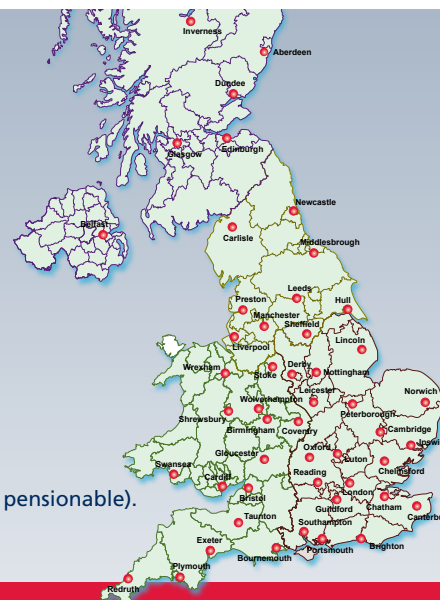 Inverness
Aberdeen
Dundee
Glasgow
Edinburgh
Newcastle
Belfast
Carlisle
Middlesbrough
Leeds
Preston
Hull
Manchester
Sheffield
Lincoln
Liverpool
Wrexham
Stoke
Derby
Nottingham
Leicester
Norwich
Wolverhampton
Peterborough
Shrewsbury
Birmingham
Coventry
Cambridge
Oxford
Ipswi
Gloucester
Luton
Swansea
Reading
Chelmsford
Cardiff
London
pensionable).
Bristol
Guildford
Chatham
Canterb
Taunton
Southampton
Exeter
Bournemouth
Portsmouth
Brighton
Plymouth
Redruth